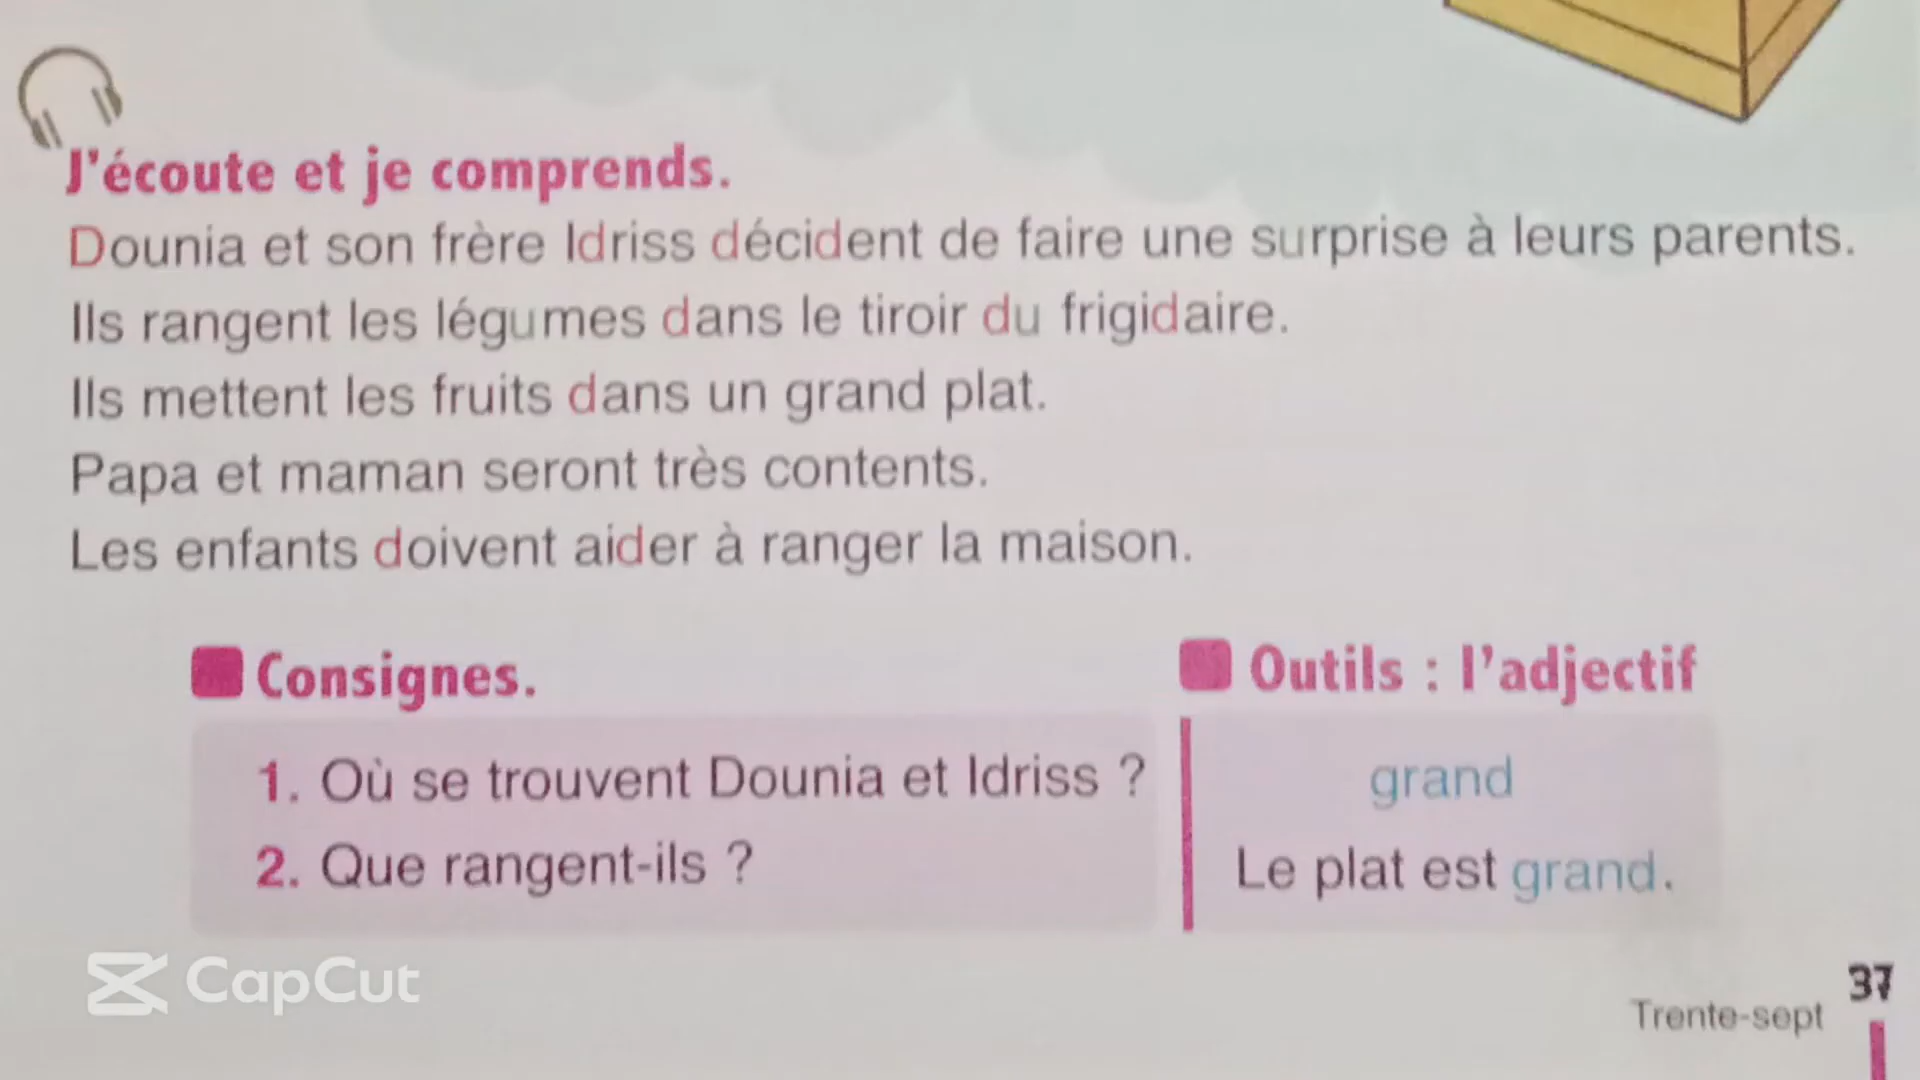 J'écoute et je comprends.
Dounia et son frère Idriss décident de faire une surprise à leurs parents.
Ils rangent les légumes dans le tiroir du frigidaire.
Ils mettent les fruits dans un grand plat.
Papa et maman seront très contents.
Les enfants doivent aider à ranger la maison.
Consignes.
1. Où se trouvent Dounia et Idriss ?
2. Que rangent-ils ?
Outils : l'adjectif
grand
Le plat est grand.
CapCut
37
Trente-sept